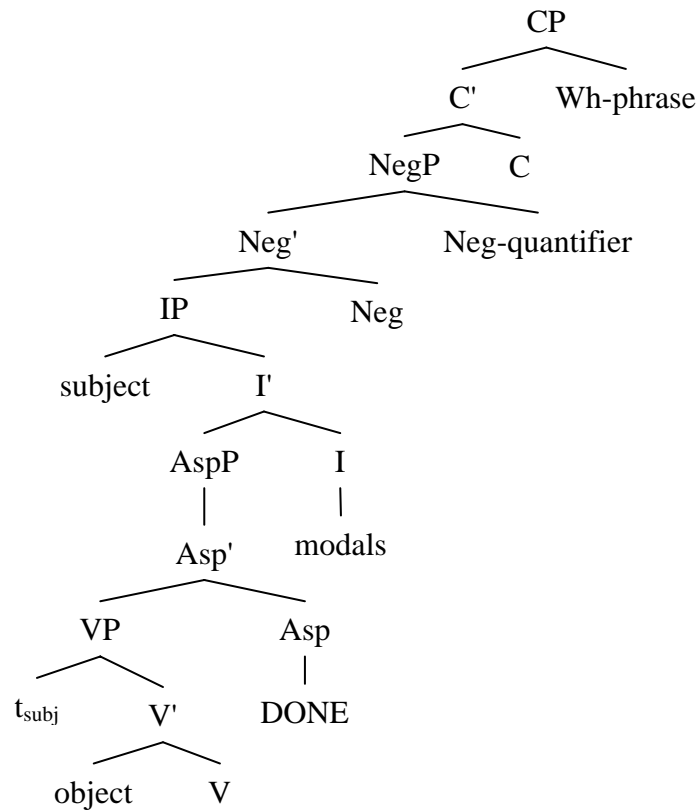 CP
C' Wh-phrase
NegP C
Neg' Neg-quantifier
IP Neg
subject I'
AspP I
Asp' modals
VP Asp
t_subj V' DONE
object V